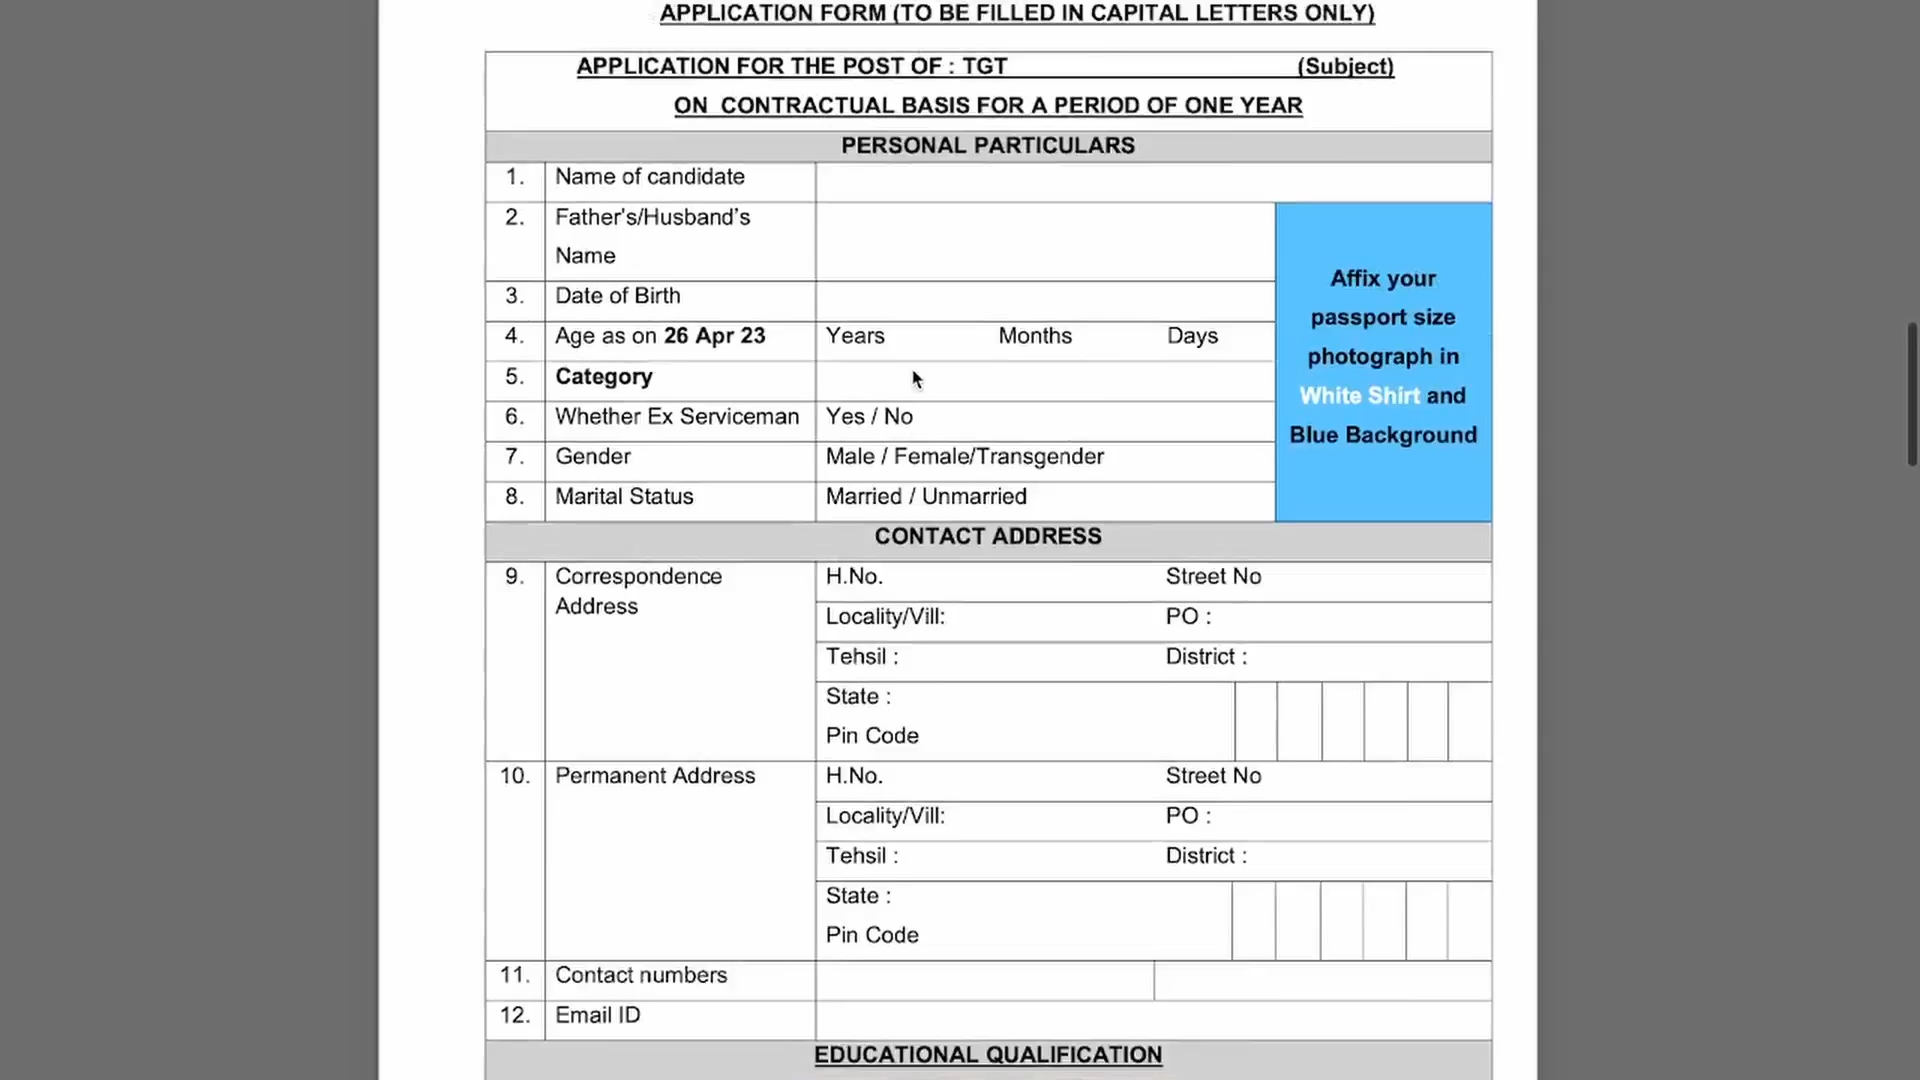 APPLICATION FORM (TO BE FILLED IN CAPITAL LETTERS ONLY)
APPLICATION FOR THE POST OF : TGT (Subject)
ON CONTRACTUAL BASIS FOR A PERIOD OF ONE YEAR
PERSONAL PARTICULARS
1. Name of candidate
2. Father's/Husband’s
Name
3. Date of Birth
4. Age as on 26 Apr 23 Years Months Days
5. Category
6. Whether Ex Serviceman Yes / No
7. Gender Male / Female/Transgender
8. Marital Status Married / Unmarried
Affix your
passport size
photograph in
White Shirt and
Blue Background
CONTACT ADDRESS
9. Correspondence
Address
H.No. Street No
Locality/Vill: PO :
Tehsil : District :
State :
Pin Code
10. Permanent Address
H.No. Street No
Locality/Vill: PO :
Tehsil : District :
State :
Pin Code
11. Contact numbers
12. Email ID
EDUCATIONAL QUALIFICATION